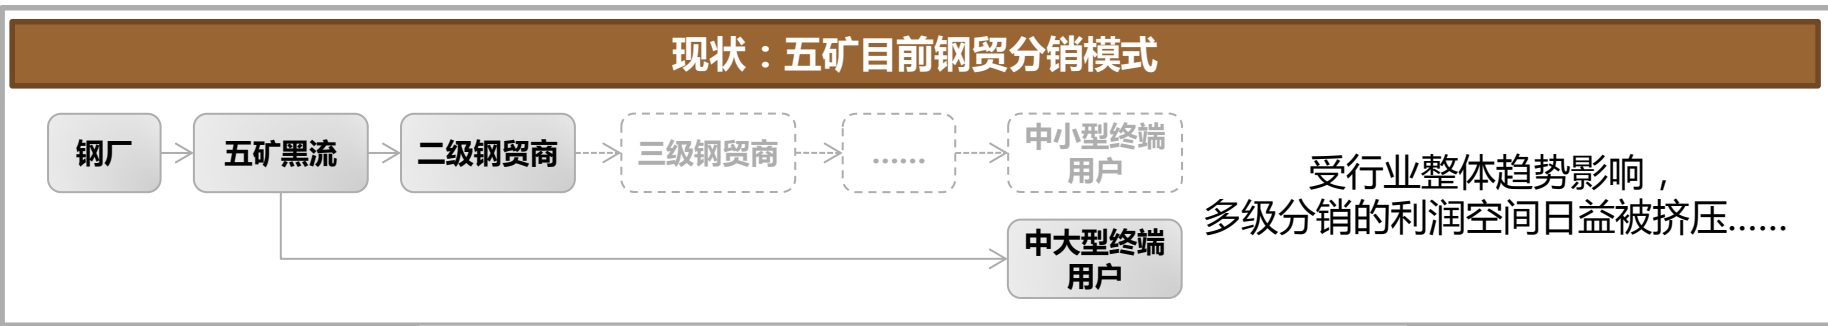 现状：五矿目前钢贸分销模式
钢厂
五矿黑流
二级钢贸商
三级钢贸商
......
中小型终端
用户
中大型终端
用户
受行业整体趋势影响，
多级分销的利润空间日益被挤压......